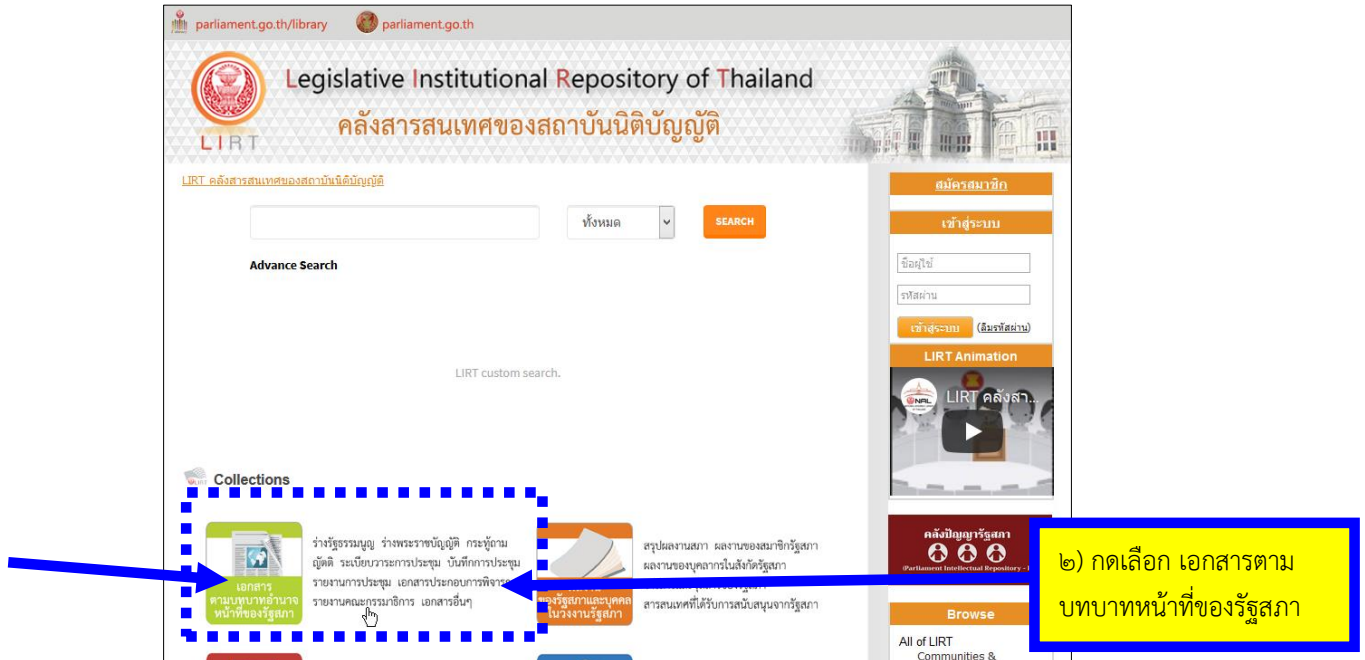 parliament.go.th/library
parliament.go.th
Legislative Institutional Repository of Thailand
คลังสารสนเทศของสถาบันนิติบัญญัติ
LIRT
LIRT คลังสารสนเทศของสถาบันนิติบัญญัติ
ทั้งหมด
SEARCH
Advance Search
LIRT custom search.
สมัครสมาชิก
เข้าสู่ระบบ
ชื่อผู้ใช้
รหัสผ่าน
เข้าสู่ระบบ (ลืมรหัสผ่าน)
LIRT Animation
NAL
LIRT คลังสา...
Collections
เอกสาร
ตามบทบาทอำนาจ
หน้าที่ของรัฐสภา
ร่างรัฐธรรมนูญ ร่างพระราชบัญญัติ กระทู้ถาม
ญัตติ ระเบียบวาระการประชุม บันทึกการประชุม
รายงานการประชุม เอกสารประกอบการพิจารณา
รายงานคณะกรรมาธิการ เอกสารอื่นๆ
ของรัฐสภาและบุคคล
ในวงงานรัฐสภา
สรุปผลงานสภา ผลงานของสมาชิกรัฐสภา
ผลงานของบุคลากรในสังกัดรัฐสภา
สารสนเทศที่ได้รับการสนับสนุนจากรัฐสภา
คลังปัญญารัฐสภา
(Parliament Intellectual Repository -
Browse
All of LIRT
Communities &
๒) กดเลือก เอกสารตาม
บทบาทหน้าที่ของรัฐสภา